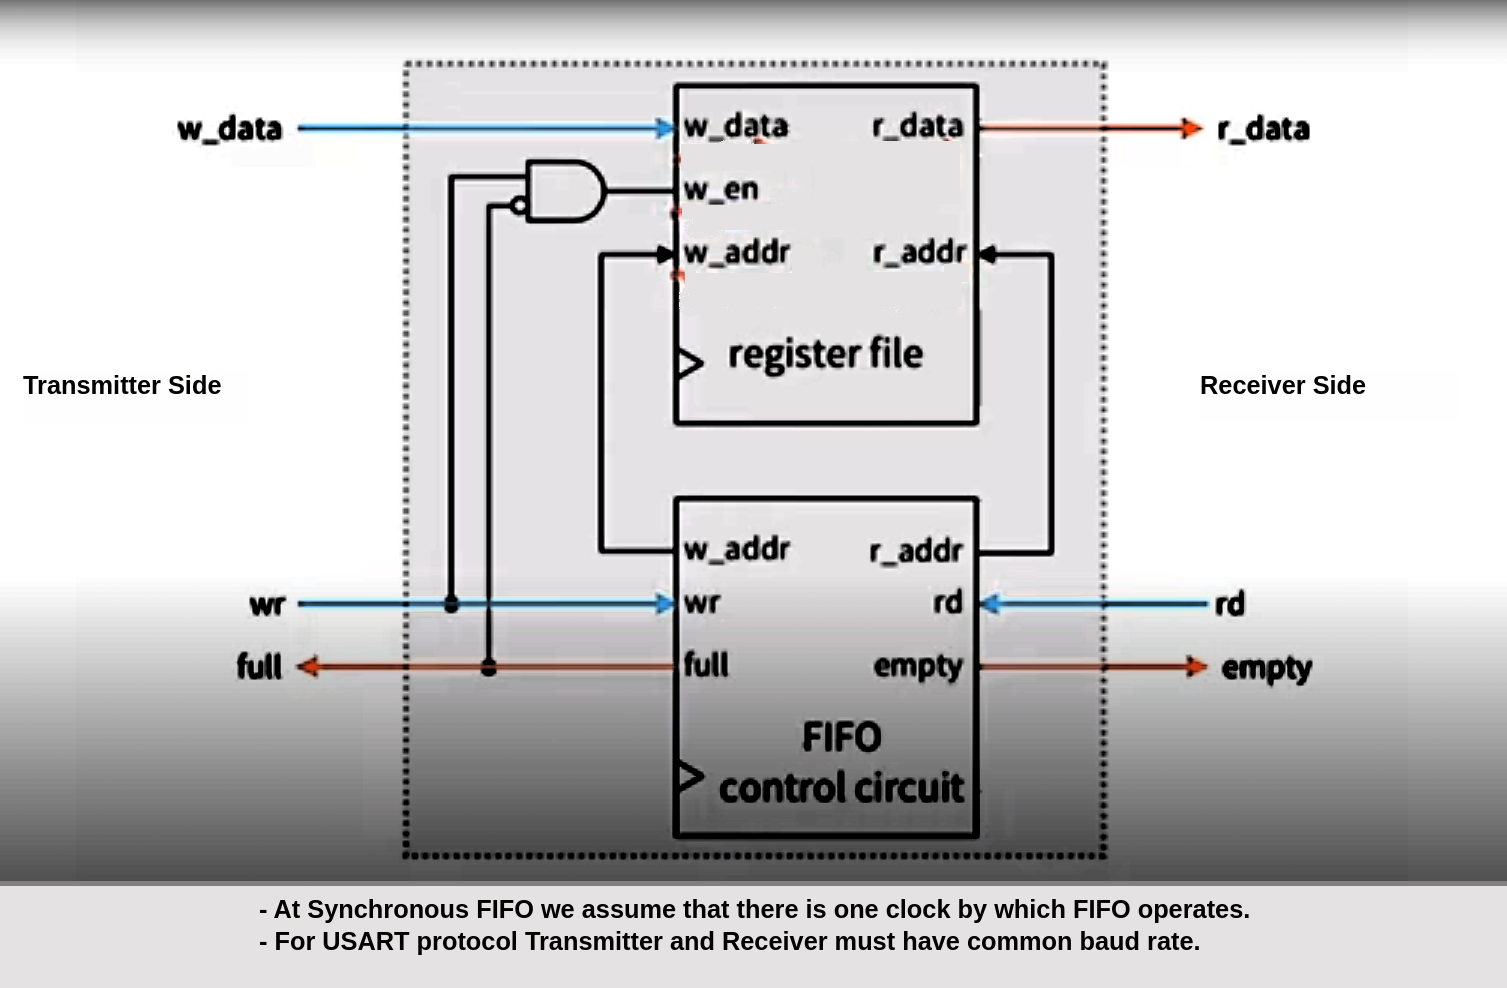 w_data
w_data
r_data
r_data
w_en
w_addr
r_addr
register file
Transmitter Side
Receiver Side
w_addr
r_addr
wr
wr
rd
rd
full
full
empty
empty
FIFO
control circuit
- At Synchronous FIFO we assume that there is one clock by which FIFO operates.
- For USART protocol Transmitter and Receiver must have common baud rate.